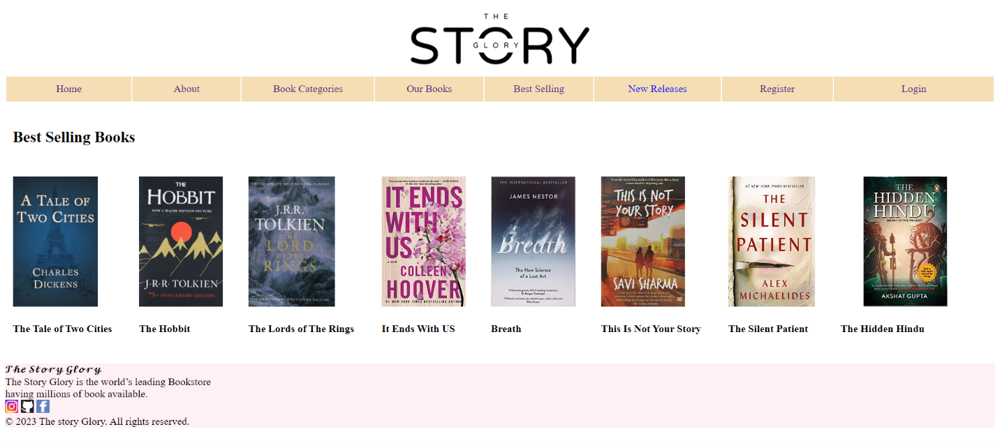 THE
STORY
GLORY
Home About Book Categories Our Books Best Selling New Releases Register Login
Best Selling Books
A TALE OF
TWO CITIES
CHARLES
DICKENS
THE
HOBBIT
NOW A MAJOR MOTION PICTURE
J·R·R·TOLKIEN
75TH ANNIVERSARY EDITION
THE COMPLETE BEST-SELLING CLASSIC
J.R.R.
TOLKIEN
THE
LORD
OF THE
RINGS
ONE-VOLUME EDITION
IT ENDS
WITH
US
A NOVEL
COLLEEN
HOOVER
#1 NEW YORK TIMES BESTSELLING AUTHOR
THE INTERNATIONAL BESTSELLER
JAMES NESTOR
Breath
The New Science
of a Lost Art
THIS IS NOT
YOUR STORY
SAVI SHARMA
#1 NEW YORK TIMES BESTSELLER
THE
SILENT
PATIENT
ALEX
MICHAELIDES
THE
HIDDEN
HINDU
BOOK 1 OF THE TRILOGY
AKSHAT GUPTA
The Tale of Two Cities The Hobbit The Lords of The Rings It Ends With US Breath This Is Not Your Story The Silent Patient The Hidden Hindu
The Story Glory
The Story Glory is the world’s leading Bookstore
having millions of book available.
© 2023 The story Glory. All rights reserved.